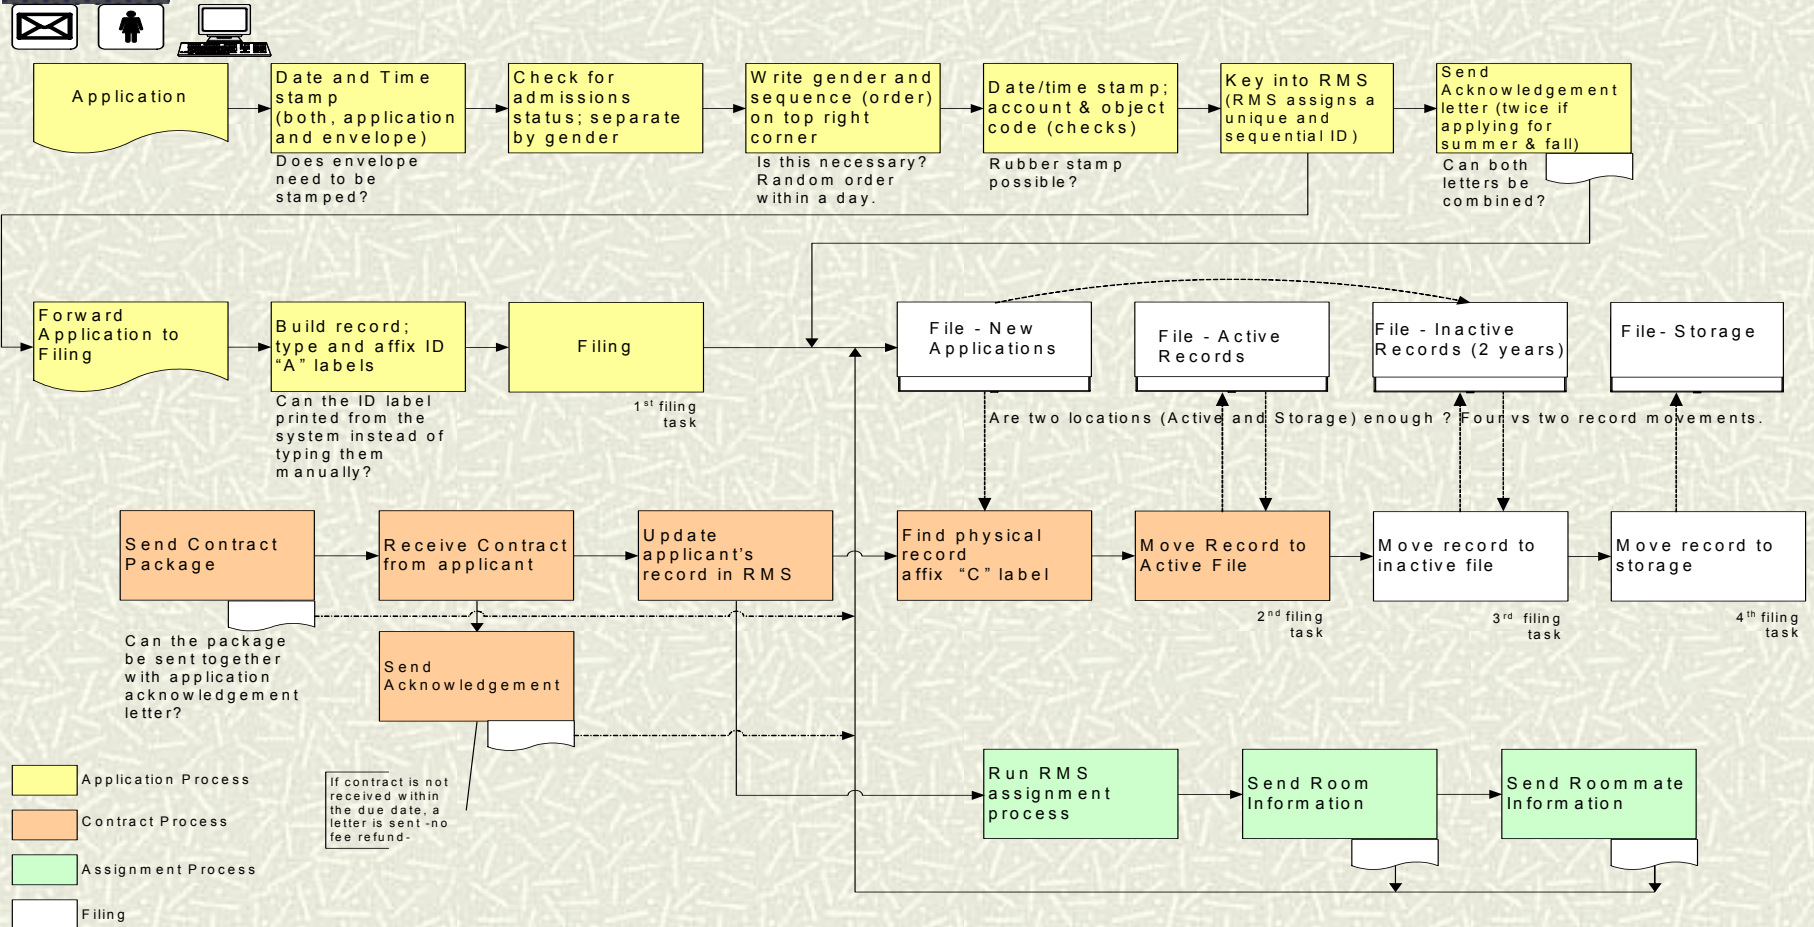 Application
Date and Time
stamp
(both, application
and envelope)
Does envelope
need to be
stamped?
Check for
admissions
status; separate
by gender
Write gender and
sequence (order)
on top right
corner
Is this necessary?
Random order
within a day.
Date/time stamp;
account & object
code (checks)
Rubber stamp
possible?
Key into RMS
(RMS assigns a
unique and
sequential ID)
Send
Acknowledgement
letter (twice if
applying for
summer & fall)
Can both
letters be
combined?
Forward
Application to
Filing
Build record;
type and affix ID
“A” labels
Can the ID label
printed from the
system instead of
typing them
manually?
Filing
1st filing
task
File - New
Applications
File - Active
Records
File - Inactive
Records (2 years)
File- Storage
Are two locations (Active and Storage) enough ? Four vs two record movements.
Send Contract
Package
Can the package
be sent together
with application
acknowledgement
letter?
Receive Contract
from applicant
Update
applicant’s
record in RMS
Find physical
record
affix “C” label
Move Record to
Active File
2nd filing
task
Move record to
inactive file
3rd filing
task
Move record to
storage
4th filing
task
Send
Acknowledgement
If contract is not
received within
the due date, a
letter is sent -no
fee refund-
Run RMS
assignment
process
Send Room
Information
Send Roommate
Information
Application Process
Contract Process
Assignment Process
Filing